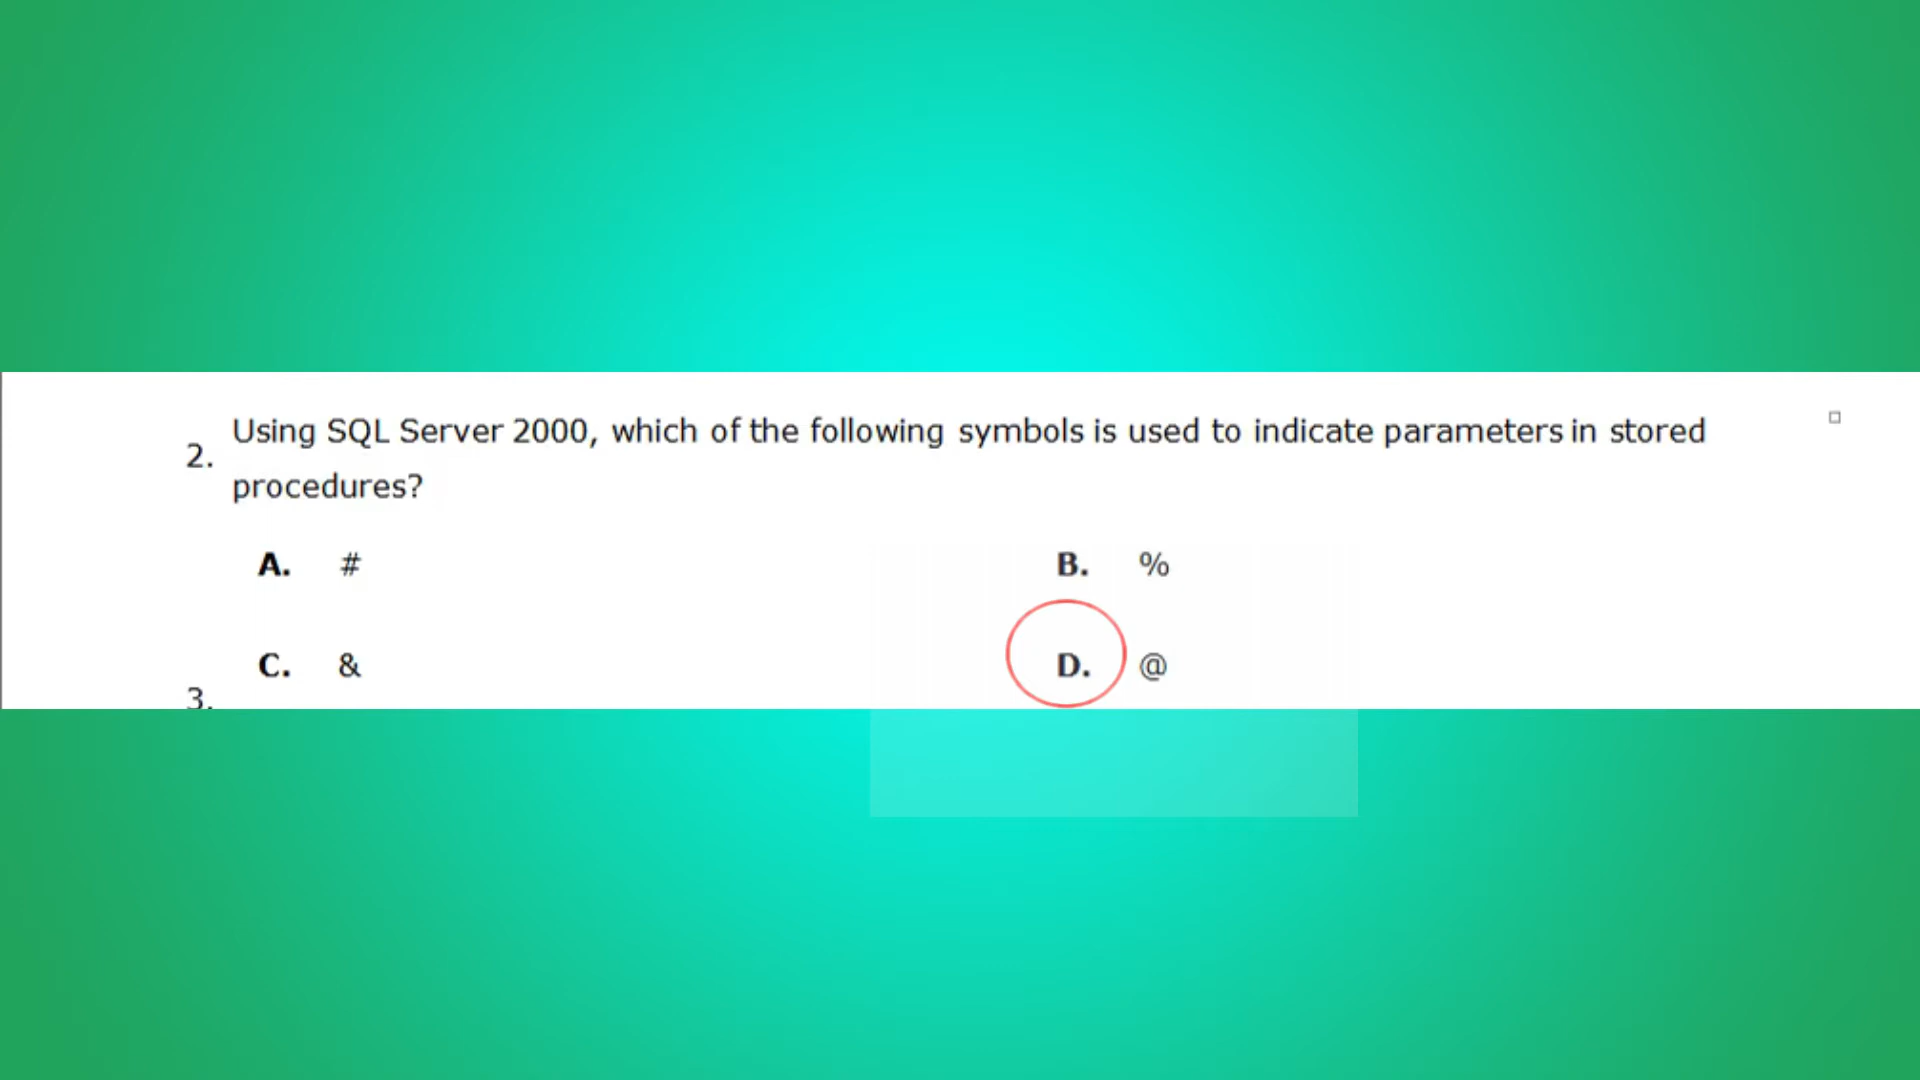 2. Using SQL Server 2000, which of the following symbols is used to indicate parameters in stored
procedures?
A. # B. %
C. & D. @
3.